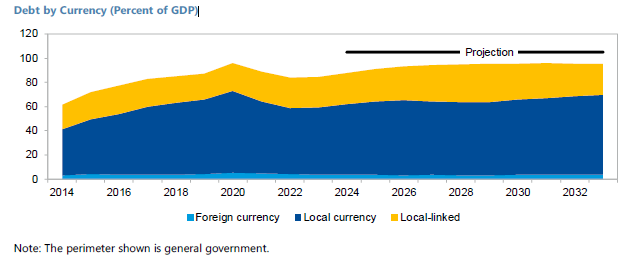 Debt by Currency (Percent of GDP)
120
Projection
100
80
60
40
20
0
2014 2016 2018 2020 2022 2024 2026 2028 2030 2032
Foreign currency Local currency Local-linked
Note: The perimeter shown is general government.